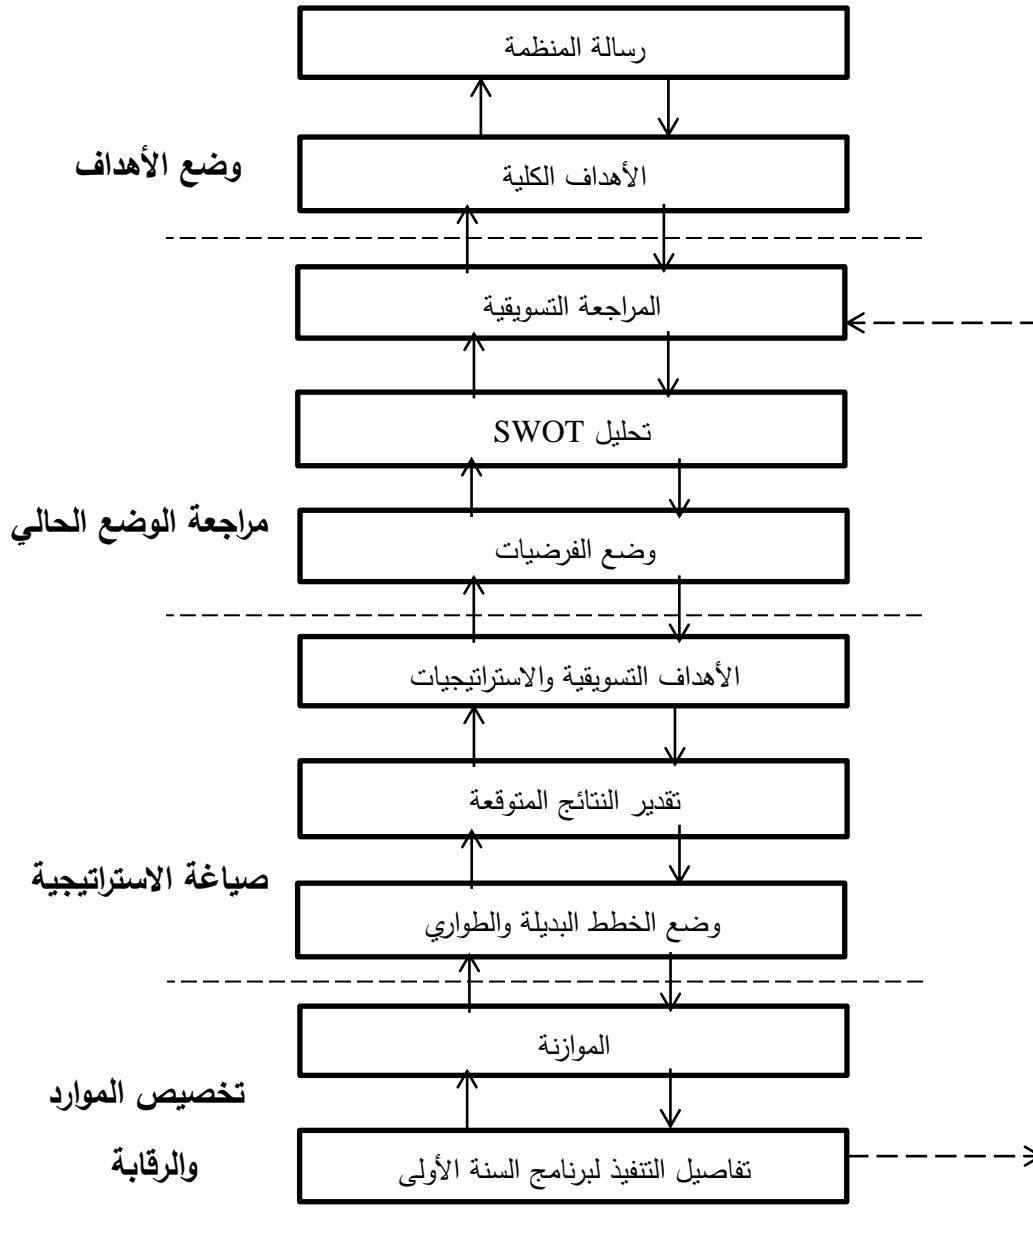 رسالة المنظمة
وضع الأهداف
الأهداف الكلية
المراجعة التسويقية
تحليل SWOT
مراجعة الوضع الحالي
وضع الفرضيات
الأهداف التسويقية والاستراتيجيات
تقدير النتائج المتوقعة
صياغة الاستراتيجية
وضع الخطط البديلة والطواري
الموازنة
تخصيص الموارد
والرقابة
تفاصيل التنفيذ لبرنامج السنة الأولى